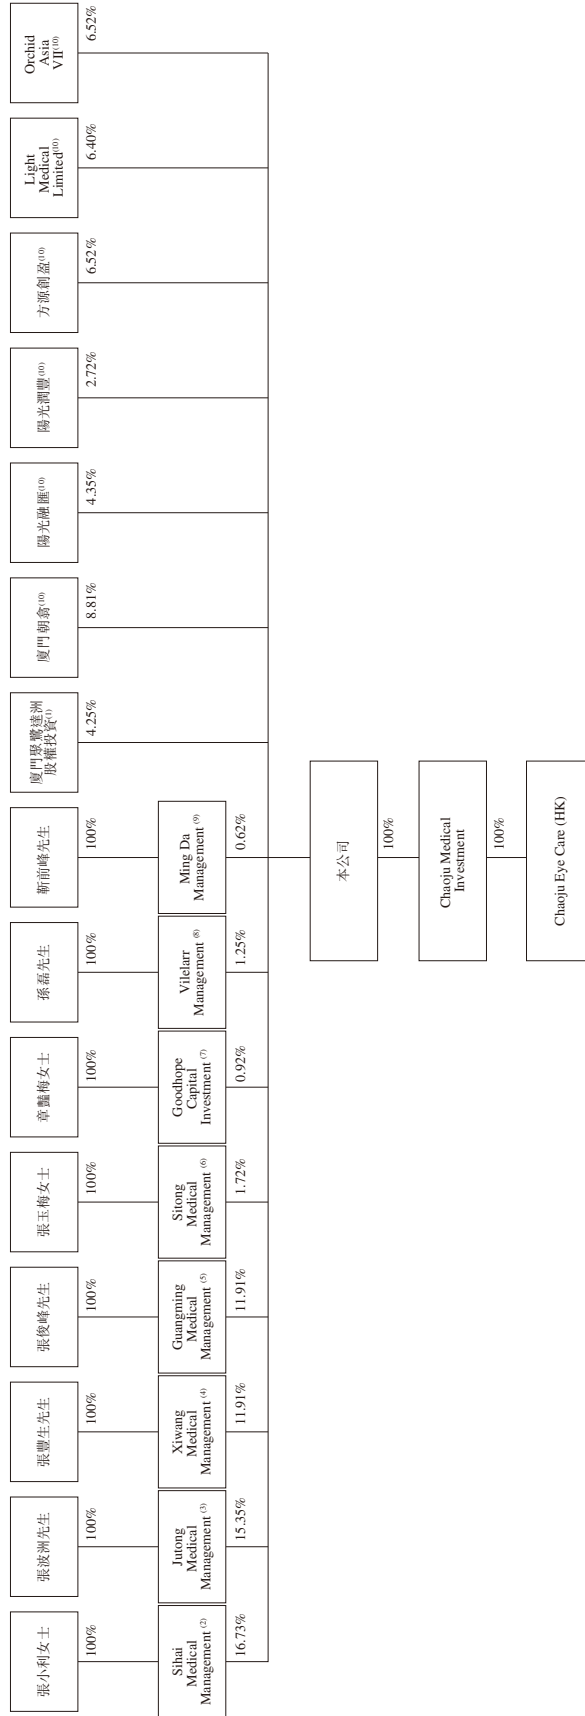 張小利女士
張波洲先生
張豐生先生
張俊峰先生
張玉梅女士
章豔梅女士
孫磊先生
靳前峰先生
廈門聚鷺達洲
股權投資(1)
廈門朝翕(10)
陽光融匯(10)
陽光潤豐(10)
方源創盈(10)
Light
Medical
Limited(10)
Orchid
Asia
VII(10)
100%
100%
100%
100%
100%
100%
100%
100%
4.25%
8.81%
4.35%
2.72%
6.52%
6.40%
6.52%
Sihai
Medical
Management (2)
Jutong
Medical
Management (3)
Xiwang
Medical
Management (4)
Guangming
Medical
Management (5)
Sitong
Medical
Management (6)
Goodhope
Capital
Investment (7)
Vilelarr
Management (8)
Ming Da
Management (9)
16.73%
15.35%
11.91%
11.91%
1.72%
0.92%
1.25%
0.62%
本公司
100%
Chaoju Medical
Investment
100%
Chaoju Eye Care (HK)